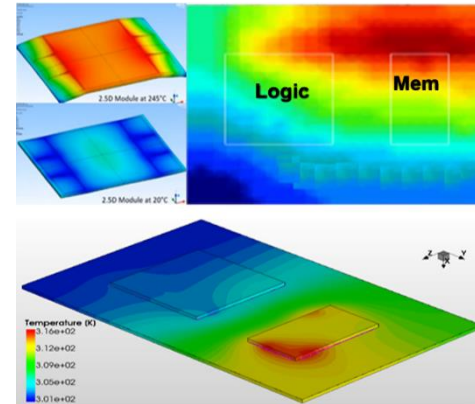 2.5D Module at 245°C
2.5D Module at 20°C
Logic
Mem
Z
Y
X
Temperature (K)
3.16e+02
3.12e+02
3.09e+02
3.05e+02
3.01e+02